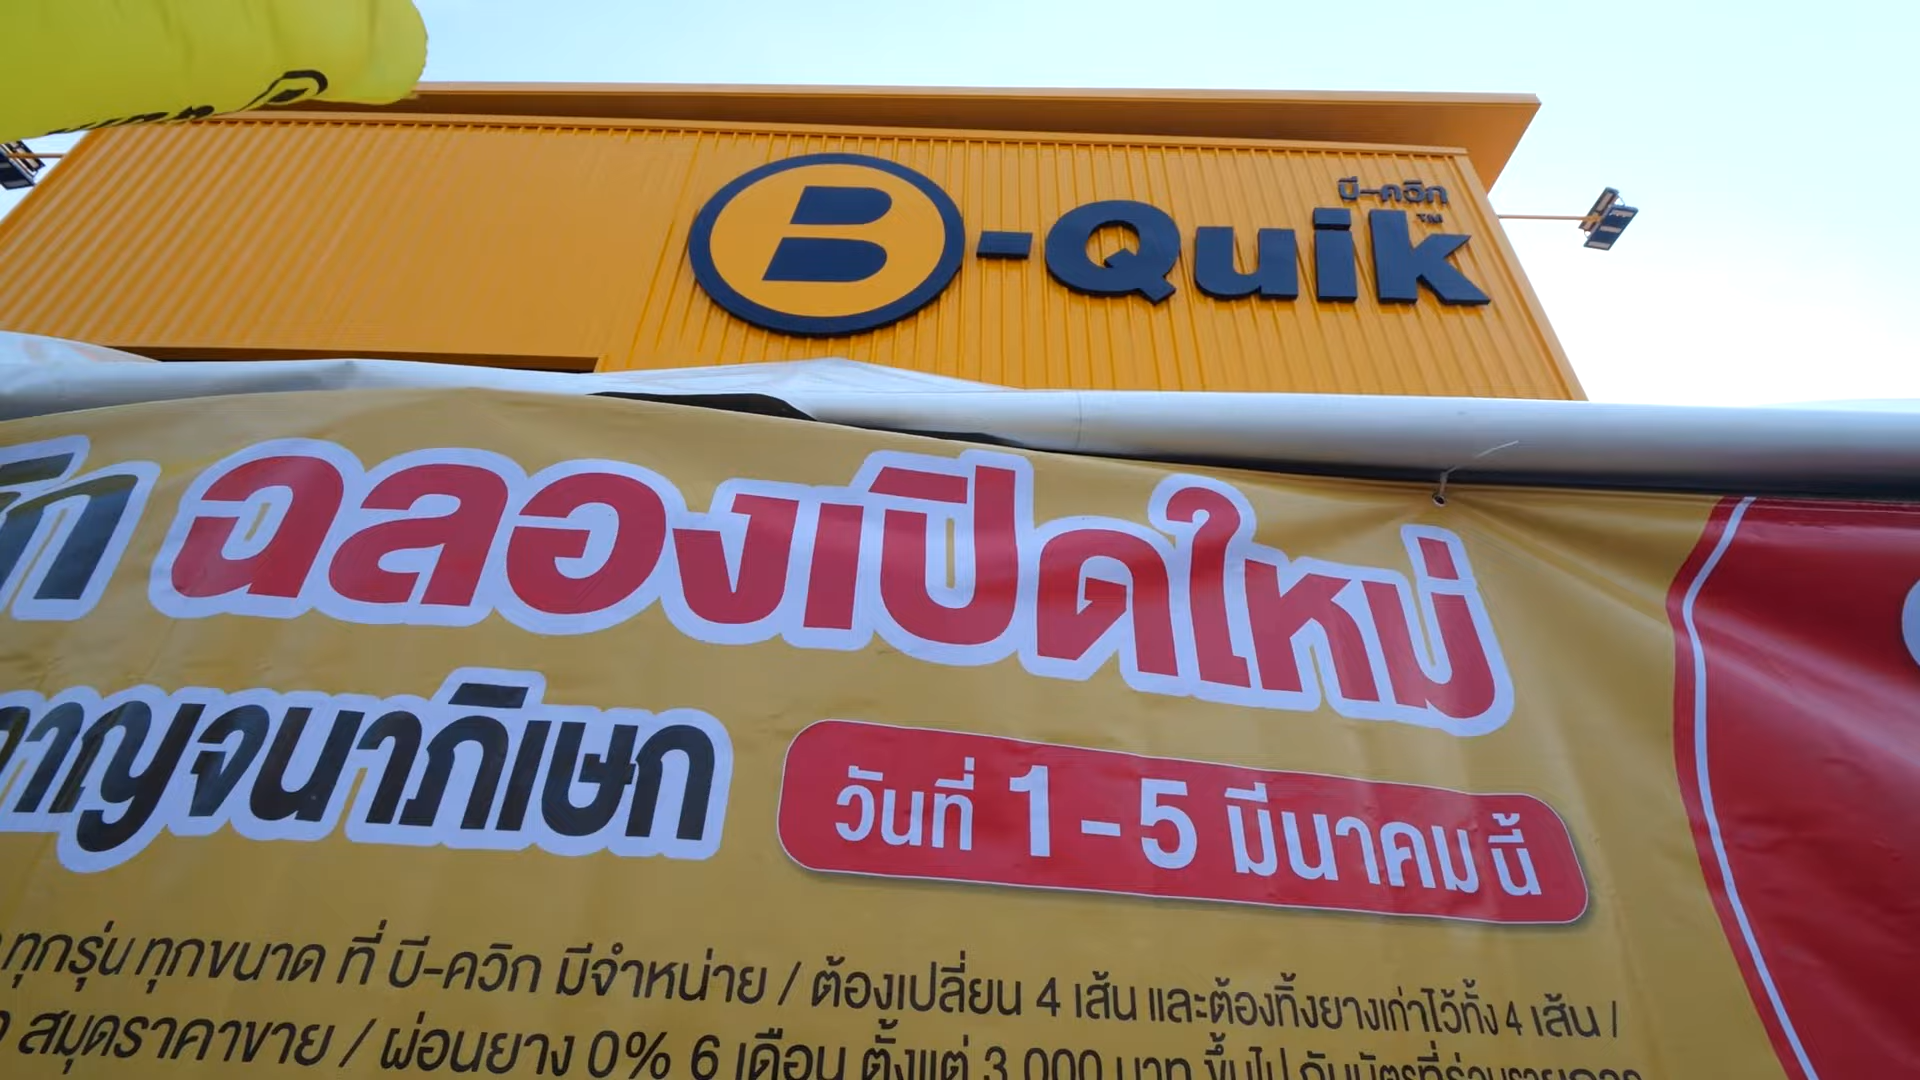 บี-ควิก
B-Quik™
ฉลองเปิดใหม่
กาญจนาภิเษก
วันที่ 1 - 5 มีนาคม นี้
ทุกรุ่น ทุกขนาด ที่ บี-ควิก มีจำหน่าย / ต้องเปลี่ยน 4 เส้น และต้องทิ้งยางเก่าไว้ทั้ง 4 เส้น /
สมุดราคาขาย / ผ่อนยาง 0% 6 เดือน ตั้งแต่ 3,000 บาท ขึ้นไป กับบัตรที่ร่วมรายการ